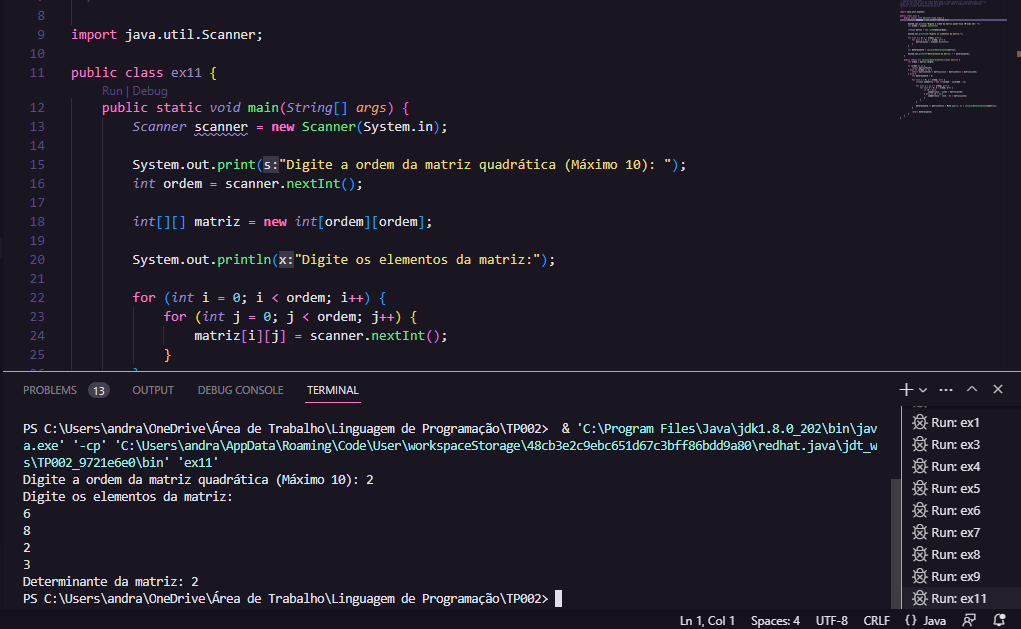 8
9 import java.util.Scanner;
10
11 public class ex11 {
Run | Debug
12 public static void main(String[] args) {
13 Scanner scanner = new Scanner(System.in);
14
15 System.out.print(s:"Digite a ordem da matriz quadrática (Máximo 10): ");
16 int ordem = scanner.nextInt();
17
18 int[][] matriz = new int[ordem][ordem];
19
20 System.out.println(x:"Digite os elementos da matriz:");
21
22 for (int i = 0; i < ordem; i++) {
23 for (int j = 0; j < ordem; j++) {
24 matriz[i][j] = scanner.nextInt();
25 }
PROBLEMS 13 OUTPUT DEBUG CONSOLE TERMINAL
PS C:\Users\andra\OneDrive\Área de Trabalho\Linguagem de Programação\TP002> & 'C:\Program Files\Java\jdk1.8.0_202\bin\jav
a.exe' '-cp' 'C:\Users\andra\AppData\Roaming\Code\User\workspaceStorage\48cb3e2c9ebc651d67c3bff86bdd9a80\redhat.java\jdt_w
s\TP002_9721e6e0\bin' 'ex11'
Digite a ordem da matriz quadrática (Máximo 10): 2
Digite os elementos da matriz:
6
8
2
3
Determinante da matriz: 2
PS C:\Users\andra\OneDrive\Área de Trabalho\Linguagem de Programação\TP002>
Run: ex1
Run: ex3
Run: ex4
Run: ex5
Run: ex6
Run: ex7
Run: ex8
Run: ex9
Run: ex11
Ln 1, Col 1 Spaces: 4 UTF-8 CRLF {} Java